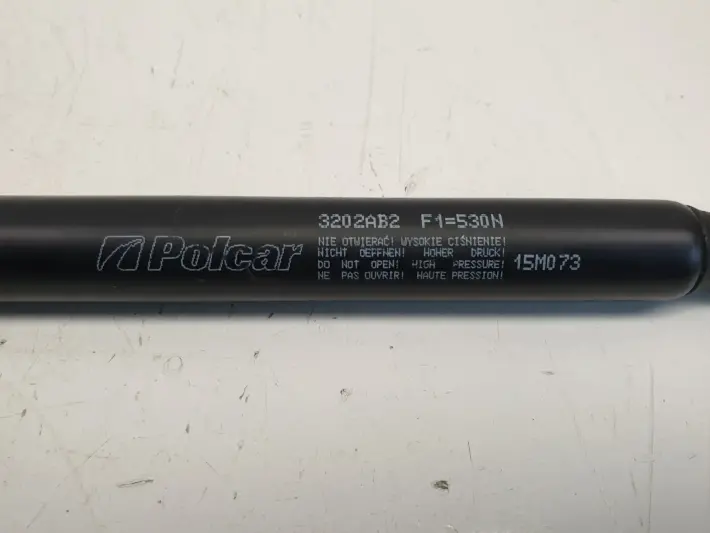 Polcar
3202AB2 F1=530N
NIE OTWIERAĆ! WYSOKIE CIŚNIENIE!
NICHT OEFFNEN! HOHER DRUCK!
DO NOT OPEN! HIGH PRESSURE!
NE PAS OUVRIR! HAUTE PRESSION!
15M073